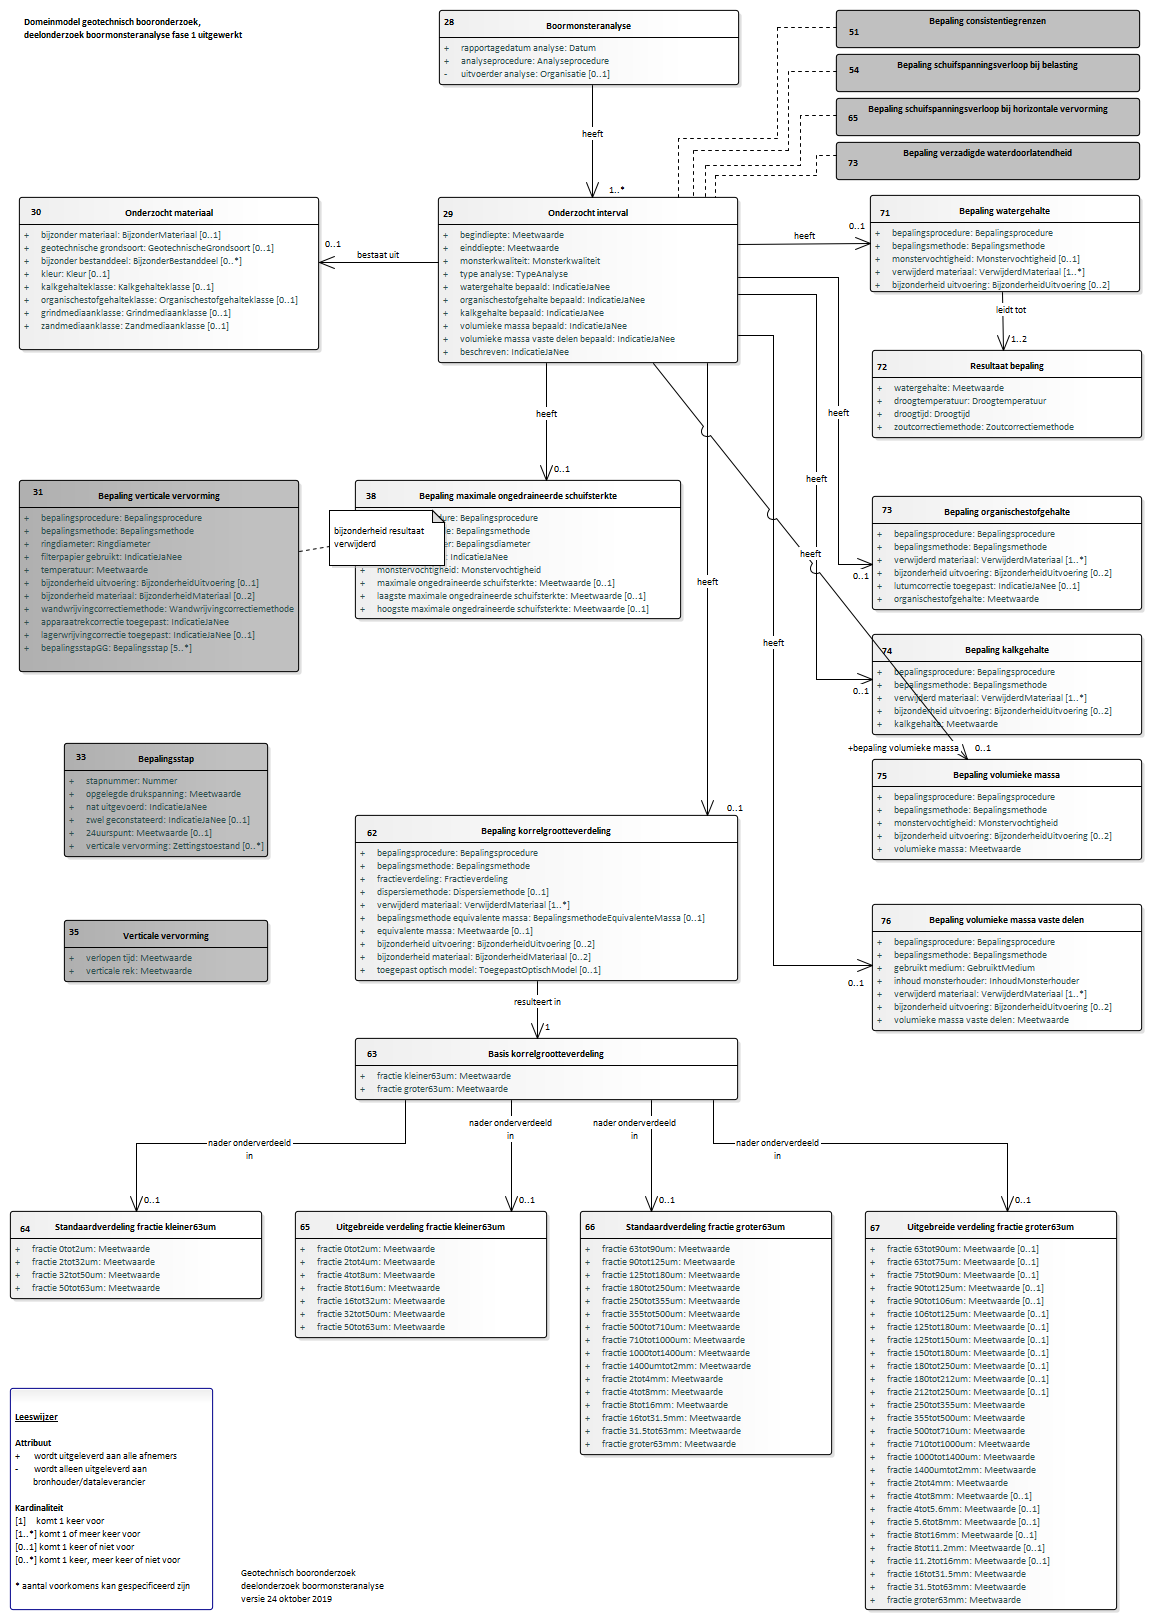 Domeinmodel geotechnisch booronderzoek,
deelonderzoek boormonsteranalyse fase 1 uitgewerkt
28
Boormonsteranalyse
+ rapportagedatum analyse: Datum
+ analyseprocedure: Analyseprocedure
- uitvoerder analyse: Organisatie [0..1]
Bepaling consistentiegrenzen
51
Bepaling schuifspanningsverloop bij belasting
54
Bepaling schuifspanningsverloop bij horizontale vervorming
65
Bepaling verzadigde waterdoorlatendheid
73
heeft
1..*
30
Onderzocht materiaal
+ bijzonder materiaal: BijzonderMateriaal [0..1]
+ geotechnische grondsoort: GeotechnischeGrondsoort [0..1]
+ bijzonder bestanddeel: BijzonderBestanddeel [0..*]
+ kleur: Kleur [0..1]
+ kalkgehalteklasse: Kalkgehalteklasse [0..1]
+ organischestofgehalteklasse: Organischestofgehalteklasse [0..1]
+ grindmediaanklasse: Grindmediaanklasse [0..1]
+ zandmediaanklasse: Zandmediaanklasse [0..1]
0..1
bestaat uit
29
Onderzocht interval
+ begindiepte: Meetwaarde
+ einddiepte: Meetwaarde
+ monsterkwaliteit: Monsterkwaliteit
+ type analyse: TypeAnalyse
+ watergehalte bepaald: IndicatieJaNee
+ organischestofgehalte bepaald: IndicatieJaNee
+ kalkgehalte bepaald: IndicatieJaNee
+ volumieke massa bepaald: IndicatieJaNee
+ volumieke massa vaste delen bepaald: IndicatieJaNee
+ beschreven: IndicatieJaNee
heeft
0..1
71
Bepaling watergehalte
+ bepalingsprocedure: Bepalingsprocedure
+ bepalingsmethode: Bepalingsmethode
+ monstervochtigheid: Monstervochtigheid [0..1]
+ verwijderd materiaal: VerwijderdMateriaal [1..*]
+ bijzonderheid uitvoering: BijzonderheidUitvoering [0..2]
leidt tot
1..2
72
Resultaat bepaling
+ watergehalte: Meetwaarde
+ droogtemperatuur: Droogtemperatuur
+ droogtijd: Droogtijd
+ zoutcorrectiemethode: Zoutcorrectiemethode
heeft
0..1
heeft
heeft
heeft
heeft
heeft
31
Bepaling verticale vervorming
+ bepalingsprocedure: Bepalingsprocedure
+ bepalingsmethode: Bepalingsmethode
+ ringdiameter: Ringdiameter
+ filterpapier gebruikt: IndicatieJaNee
+ temperatuur: Meetwaarde
+ bijzonderheid uitvoering: BijzonderheidUitvoering [0..1]
+ bijzonderheid materiaal: BijzonderheidMateriaal [0..2]
+ wandwrijvingcorrectiemethode: Wandwrijvingcorrectiemethode
+ apparaatrekcorrectie toegepast: IndicatieJaNee
+ lagerwrijvingcorrectie toegepast: IndicatieJaNee [0..1]
+ bepalingsstapGG: Bepalingsstap [5..*]
bijzonderheid resultaat
verwijderd
38
Bepaling maximale ongedraineerde schuifsterkte
ure: Bepalingsprocedure
de: Bepalingsmethode
er: Bepalingsdiameter
: IndicatieJaNee
+ monstervochtigheid: Monstervochtigheid
+ maximale ongedraineerde schuifsterkte: Meetwaarde [0..1]
+ laagste maximale ongedraineerde schuifsterkte: Meetwaarde [0..1]
+ hoogste maximale ongedraineerde schuifsterkte: Meetwaarde [0..1]
73
Bepaling organischestofgehalte
+ bepalingsprocedure: Bepalingsprocedure
+ bepalingsmethode: Bepalingsmethode
+ verwijderd materiaal: VerwijderdMateriaal [1..*]
+ bijzonderheid uitvoering: BijzonderheidUitvoering [0..2]
+ lutumcorrectie toegepast: IndicatieJaNee [0..1]
+ organischestofgehalte: Meetwaarde
0..1
74
Bepaling kalkgehalte
+ bepalingsprocedure: Bepalingsprocedure
+ bepalingsmethode: Bepalingsmethode
+ verwijderd materiaal: VerwijderdMateriaal [1..*]
+ bijzonderheid uitvoering: BijzonderheidUitvoering [0..2]
+ kalkgehalte: Meetwaarde
0..1
+bepaling volumieke massa
0..1
75
Bepaling volumieke massa
+ bepalingsprocedure: Bepalingsprocedure
+ bepalingsmethode: Bepalingsmethode
+ monstervochtigheid: Monstervochtigheid
+ bijzonderheid uitvoering: BijzonderheidUitvoering [0..2]
+ volumieke massa: Meetwaarde
33
Bepalingsstap
+ stapnummer: Nummer
+ opgelegde drukspanning: Meetwaarde
+ nat uitgevoerd: IndicatieJaNee
+ zwel geconstateerd: IndicatieJaNee [0..1]
+ 24uurspunt: Meetwaarde [0..1]
+ verticale vervorming: Zettingstoestand [0..*]
0..1
62
Bepaling korrelgrootteverdeling
+ bepalingsprocedure: Bepalingsprocedure
+ bepalingsmethode: Bepalingsmethode
+ fractieverdeling: Fractieverdeling
+ dispersiemethode: Dispersiemethode [0..1]
+ verwijderd materiaal: VerwijderdMateriaal [1..*]
+ bepalingsmethode equivalente massa: BepalingsmethodeEquivalenteMassa [0..1]
+ equivalente massa: Meetwaarde [0..1]
+ bijzonderheid uitvoering: BijzonderheidUitvoering [0..2]
+ bijzonderheid materiaal: BijzonderheidMateriaal [0..2]
+ toegepast optisch model: ToegepastOptischModel [0..1]
76
Bepaling volumieke massa vaste delen
+ bepalingsprocedure: Bepalingsprocedure
+ bepalingsmethode: Bepalingsmethode
+ gebruikt medium: GebruiktMedium
+ inhoud monsterhouder: InhoudMonsterhouder
+ verwijderd materiaal: VerwijderdMateriaal [1..*]
+ bijzonderheid uitvoering: BijzonderheidUitvoering [0..2]
+ volumieke massa vaste delen: Meetwaarde
0..1
35
Verticale vervorming
+ verlopen tijd: Meetwaarde
+ verticale rek: Meetwaarde
resulteert in
1
63
Basis korrelgrootteverdeling
+ fractie kleiner63um: Meetwaarde
+ fractie groter63um: Meetwaarde
nader onderverdeeld
in
nader onderverdeeld
in
nader onderverdeeld
in
nader onderverdeeld
in
0..1
0..1
0..1
0..1
64
Standaardverdeling fractie kleiner63um
+ fractie 0tot2um: Meetwaarde
+ fractie 2tot32um: Meetwaarde
+ fractie 32tot50um: Meetwaarde
+ fractie 50tot63um: Meetwaarde
65
Uitgebreide verdeling fractie kleiner63um
+ fractie 0tot2um: Meetwaarde
+ fractie 2tot4um: Meetwaarde
+ fractie 4tot8um: Meetwaarde
+ fractie 8tot16um: Meetwaarde
+ fractie 16tot32um: Meetwaarde
+ fractie 32tot50um: Meetwaarde
+ fractie 50tot63um: Meetwaarde
66
Standaardverdeling fractie groter63um
+ fractie 63tot90um: Meetwaarde
+ fractie 90tot125um: Meetwaarde
+ fractie 125tot180um: Meetwaarde
+ fractie 180tot250um: Meetwaarde
+ fractie 250tot355um: Meetwaarde
+ fractie 355tot500um: Meetwaarde
+ fractie 500tot710um: Meetwaarde
+ fractie 710tot1000um: Meetwaarde
+ fractie 1000tot1400um: Meetwaarde
+ fractie 1400umtot2mm: Meetwaarde
+ fractie 2tot4mm: Meetwaarde
+ fractie 4tot8mm: Meetwaarde
+ fractie 8tot16mm: Meetwaarde
+ fractie 16tot31.5mm: Meetwaarde
+ fractie 31.5tot63mm: Meetwaarde
+ fractie groter63mm: Meetwaarde
67
Uitgebreide verdeling fractie groter63um
+ fractie 63tot90um: Meetwaarde [0..1]
+ fractie 63tot75um: Meetwaarde [0..1]
+ fractie 75tot90um: Meetwaarde [0..1]
+ fractie 90tot125um: Meetwaarde [0..1]
+ fractie 90tot106um: Meetwaarde [0..1]
+ fractie 106tot125um: Meetwaarde [0..1]
+ fractie 125tot180um: Meetwaarde [0..1]
+ fractie 125tot150um: Meetwaarde [0..1]
+ fractie 150tot180um: Meetwaarde [0..1]
+ fractie 180tot250um: Meetwaarde [0..1]
+ fractie 180tot212um: Meetwaarde [0..1]
+ fractie 212tot250um: Meetwaarde [0..1]
+ fractie 250tot355um: Meetwaarde
+ fractie 355tot500um: Meetwaarde
+ fractie 500tot710um: Meetwaarde
+ fractie 710tot1000um: Meetwaarde
+ fractie 1000tot1400um: Meetwaarde
+ fractie 1400umtot2mm: Meetwaarde
+ fractie 2tot4mm: Meetwaarde
+ fractie 4tot8mm: Meetwaarde [0..1]
+ fractie 4tot5.6mm: Meetwaarde [0..1]
+ fractie 5.6tot8mm: Meetwaarde [0..1]
+ fractie 8tot16mm: Meetwaarde [0..1]
+ fractie 8tot11.2mm: Meetwaarde [0..1]
+ fractie 11.2tot16mm: Meetwaarde [0..1]
+ fractie 16tot31.5mm: Meetwaarde
+ fractie 31.5tot63mm: Meetwaarde
+ fractie groter63mm: Meetwaarde
Leeswijzer
Attribuut
+ wordt uitgeleverd aan alle afnemers
- wordt alleen uitgeleverd aan
bronhouder/dataleverancier
Kardinaliteit
[1] komt 1 keer voor
[1..*] komt 1 of meer keer voor
[0..1] komt 1 keer of niet voor
[0..*] komt 1 keer, meer keer of niet voor
* aantal voorkomens kan gespecificeerd zijn
Geotechnisch booronderzoek
deelonderzoek boormonsteranalyse
versie 24 oktober 2019